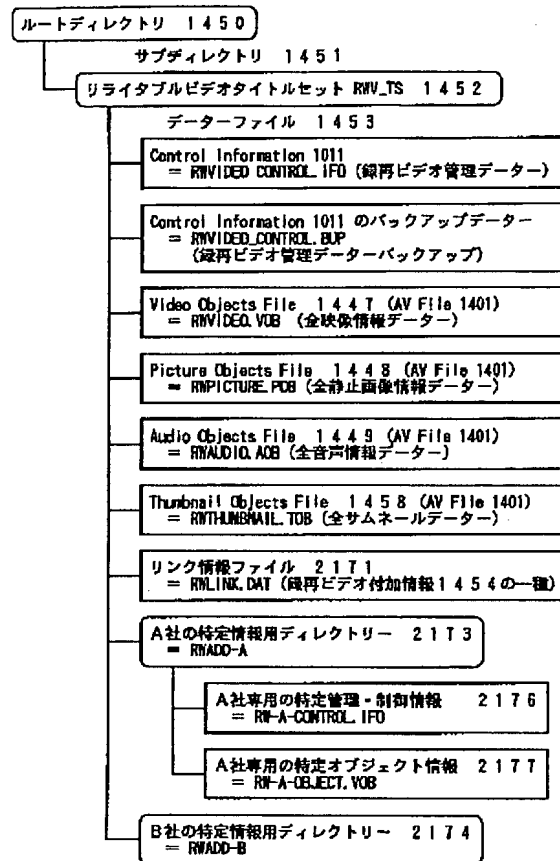 ルートディレクトリ 1450
サブディレクトリ 1451
リライタブルビデオタイトルセット RWV_TS 1452
データーファイル 1453
Control Information 1011
= RWVIDEO CONTROL.IFO (録再ビデオ管理データー)
Control Information 1011 のバックアップデーター
= RWVIDEO_CONTROL.BUP
(録再ビデオ管理データーバックアップ)
Video Objects File 1447 (AV File 1401)
= RWVIDEO.VOB (全映像情報データー)
Picture Objects File 1448 (AV File 1401)
= RWPICTURE.POB (全静止画像情報データー)
Audio Objects File 1449 (AV File 1401)
= RWAUDIO.AOB (全音声情報データー)
Thumbnail Objects File 1458 (AV File 1401)
= RWTHUMBNAIL.TOB (全サムネールデーター)
リンク情報ファイル 2171
= RWLINK.DAT (録再ビデオ付加情報1454の一種)
A社の特定情報用ディレクトリー 2173
= RWADD-A
A社専用の特定管理・制御情報 2176
= RW-A-CONTROL.IFO
A社専用の特定オブジェクト情報 2177
= RW-A-OBJECT.VOB
B社の特定情報用ディレクトリー 2174
= RWADD-B